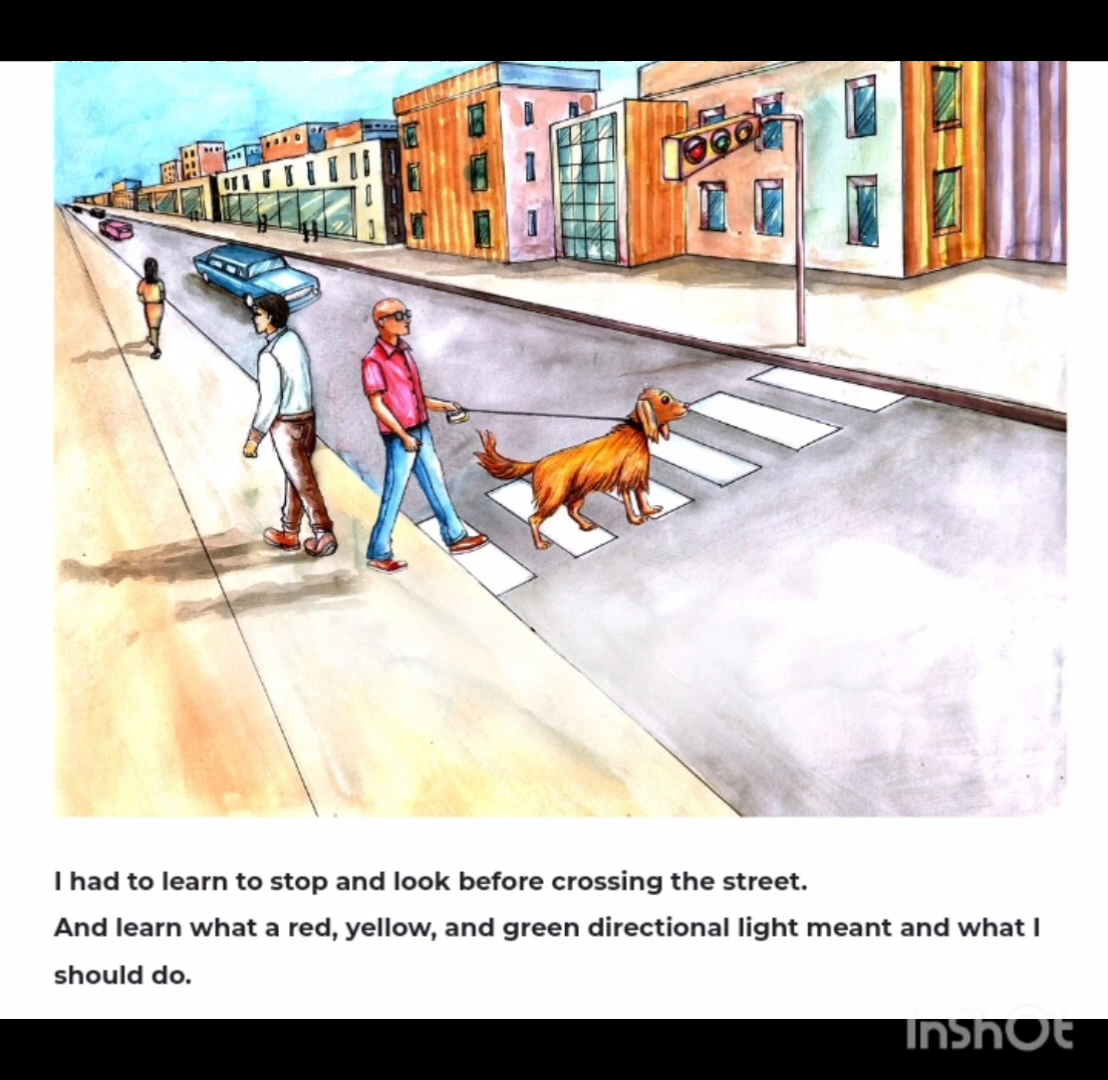 I had to learn to stop and look before crossing the street.
And learn what a red, yellow, and green directional light meant and what I
should do.
InShOt